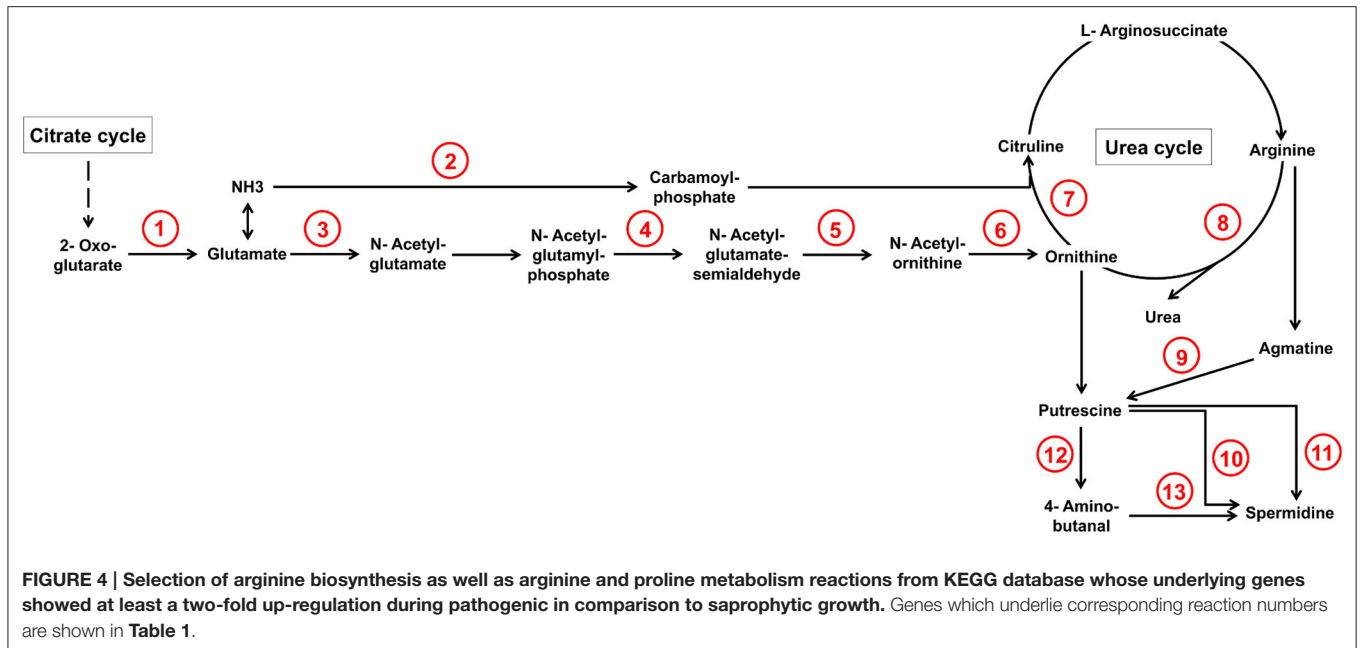 L- Arginosuccinate
Citrate cycle
Citruline
Urea cycle
Arginine
2
NH3
Carbamoyl-
phosphate
7
8
1
3
4
5
6
2- Oxo-
glutarate
Glutamate
N- Acetyl-
glutamate
N- Acetyl-
glutamyl-
phosphate
N- Acetyl-
glutamate-
semialdehyde
N- Acetyl-
ornithine
Ornithine
Urea
Agmatine
9
Putrescine
12
10
11
13
4- Amino-
butanal
Spermidine
FIGURE 4 | Selection of arginine biosynthesis as well as arginine and proline metabolism reactions from KEGG database whose underlying genes
showed at least a two-fold up-regulation during pathogenic in comparison to saprophytic growth. Genes which underlie corresponding reaction numbers
are shown in Table 1.